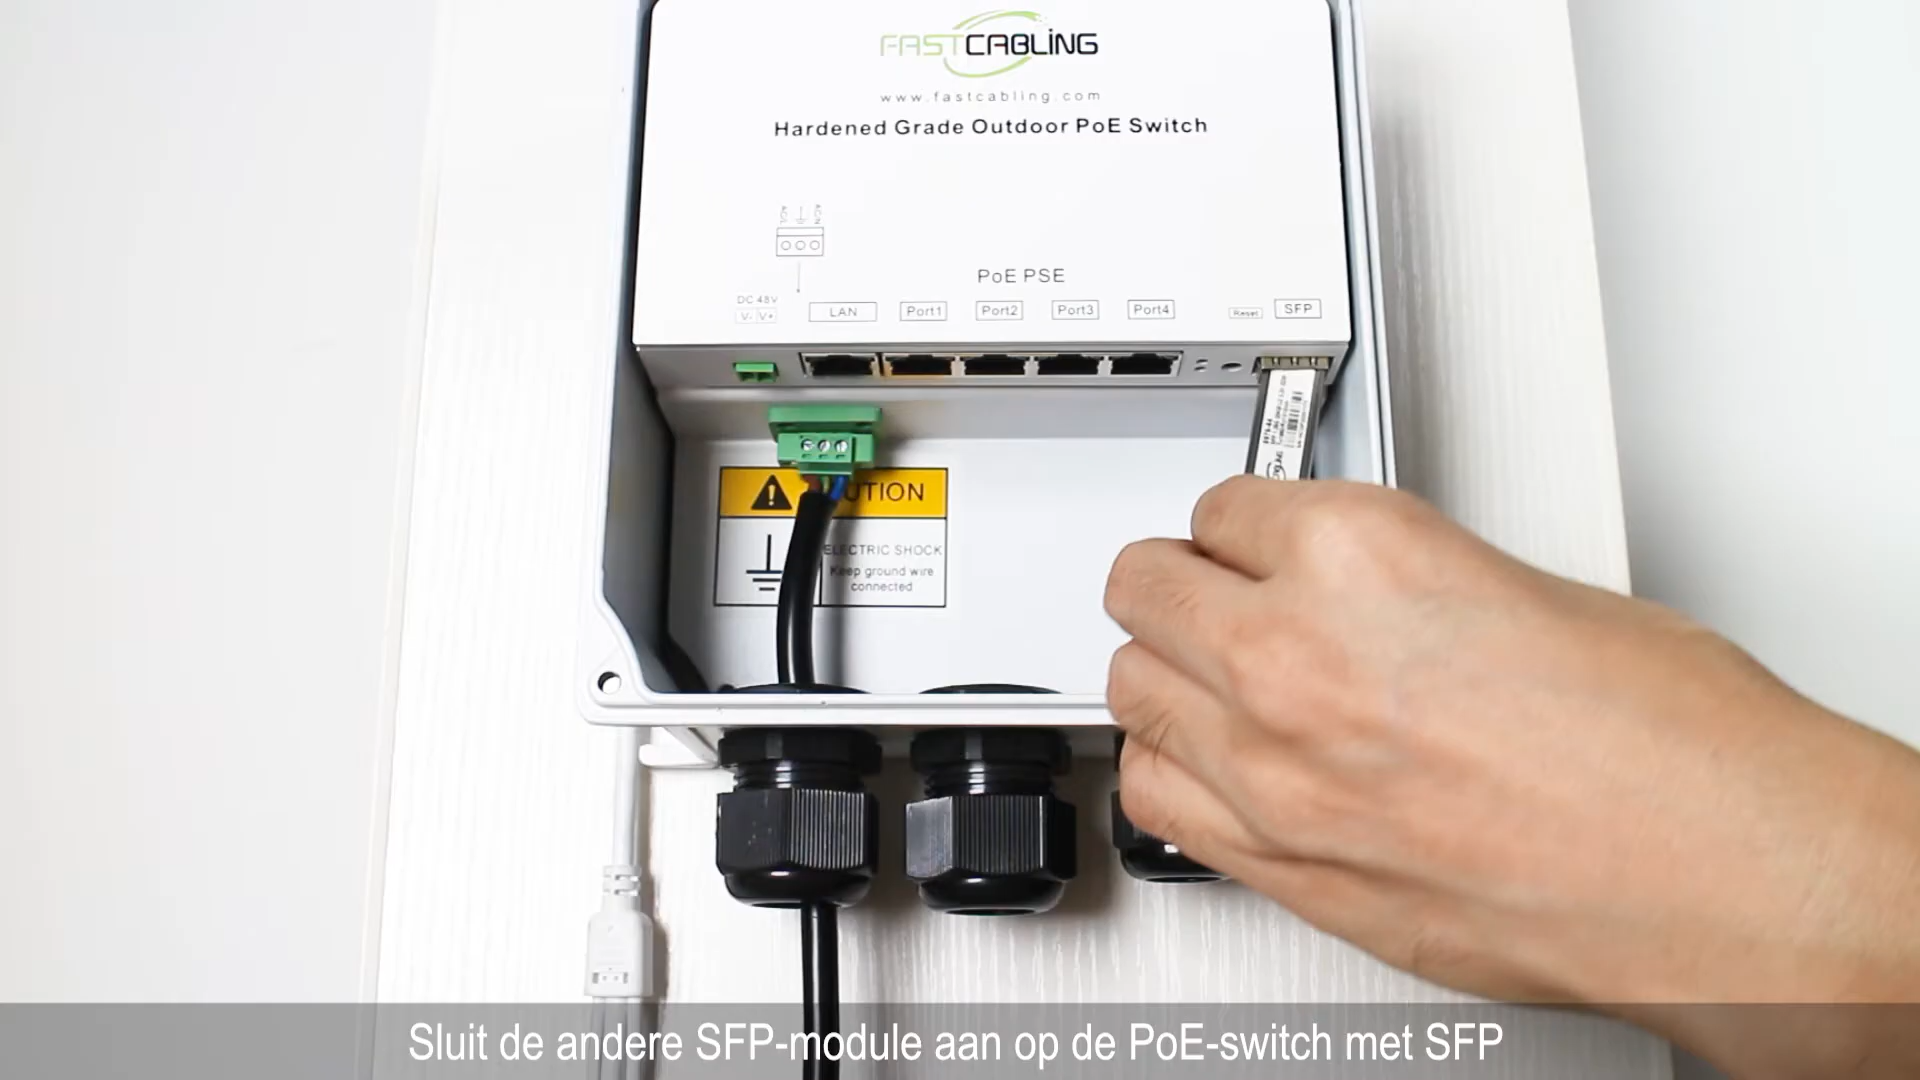 FASTCABLING
www.fastcabling.com
Hardened Grade Outdoor PoE Switch
PoE PSE
DC 48V
V- V+
LAN Port1 Port2 Port3 Port4 Reset SFP
UTION
ELECTRIC SHOCK
Keep ground wire
connected
Sluit de andere SFP-module aan op de PoE-switch met SFP